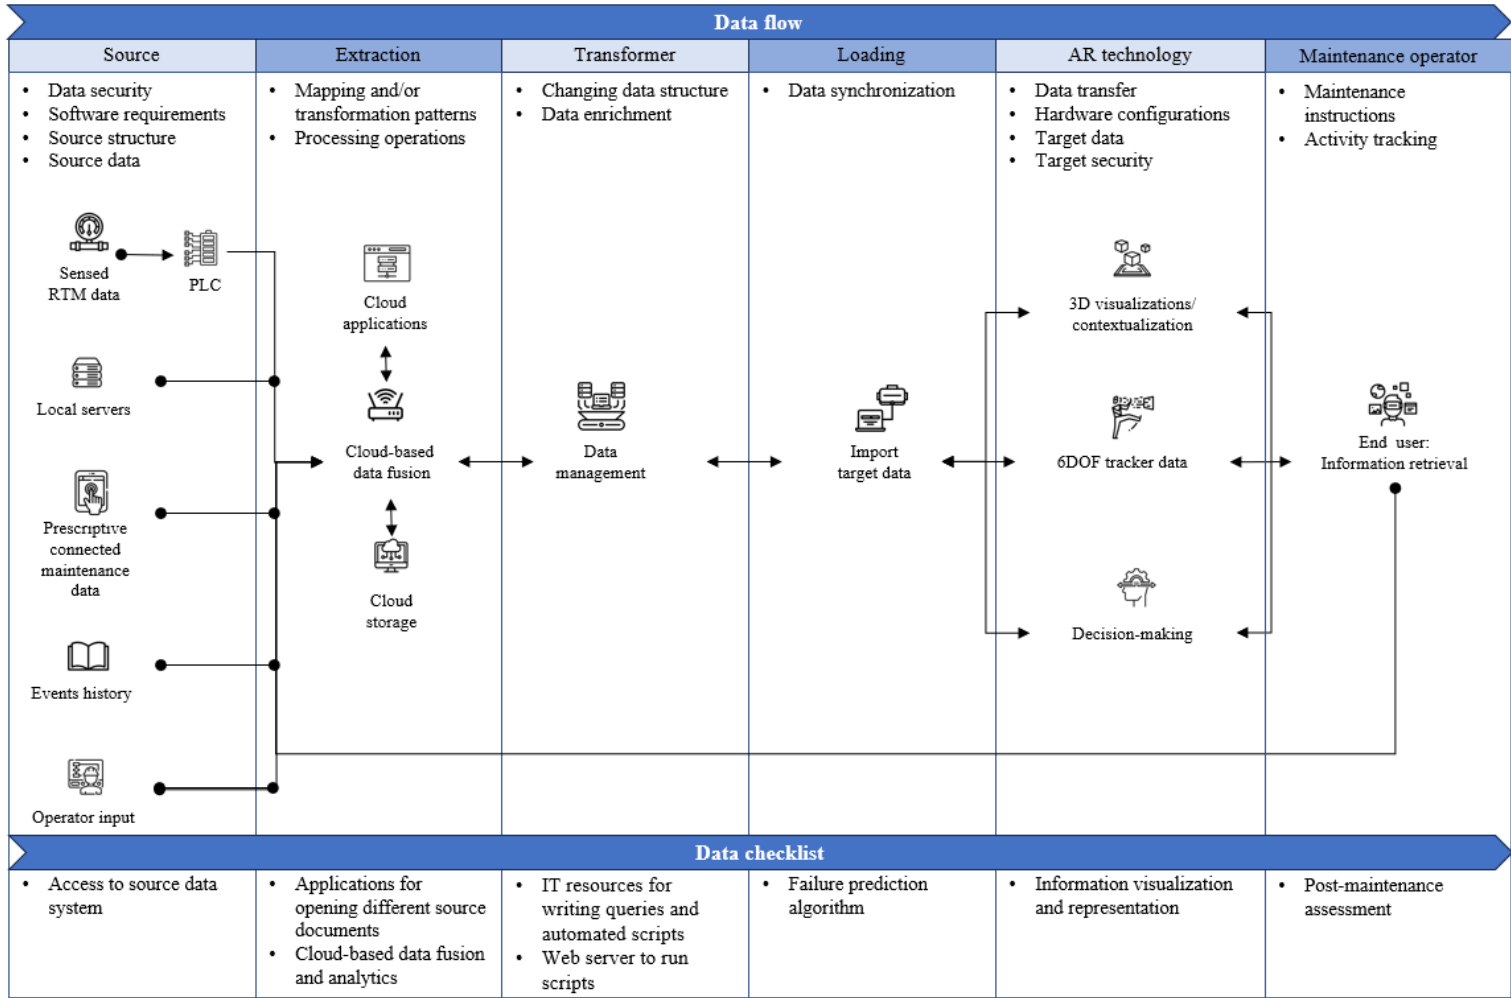 Data flow
Source
Extraction
Transformer
Loading
AR technology
Maintenance operator
• Data security
• Software requirements
• Source structure
• Source data
• Mapping and/or
transformation patterns
• Processing operations
• Changing data structure
• Data enrichment
• Data synchronization
• Data transfer
• Hardware configurations
• Target data
• Target security
• Maintenance
instructions
• Activity tracking
Sensed
RTM data
PLC
Local servers
Prescriptive
connected
maintenance
data
Events history
Operator input
Cloud
applications
Cloud-based
data fusion
Cloud
storage
Data
management
Import
target data
3D visualizations/
contextualization
6DOF tracker data
Decision-making
End user:
Information retrieval
Data checklist
• Access to source data
system
• Applications for
opening different source
documents
• Cloud-based data fusion
and analytics
• IT resources for
writing queries and
automated scripts
• Web server to run
scripts
• Failure prediction
algorithm
• Information visualization
and representation
• Post-maintenance
assessment